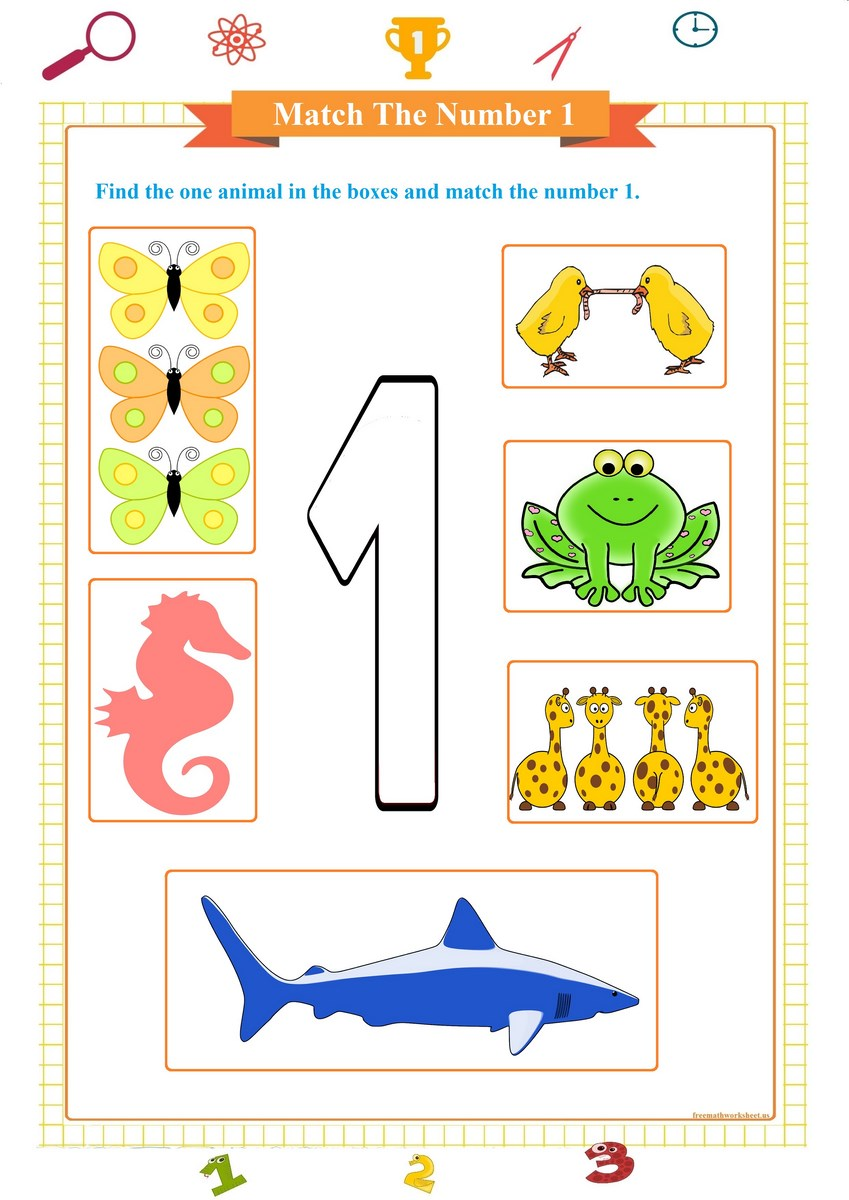 1
Match The Number 1
Find the one animal in the boxes and match the number 1.
1
freemathworksheet.us
1 2 3